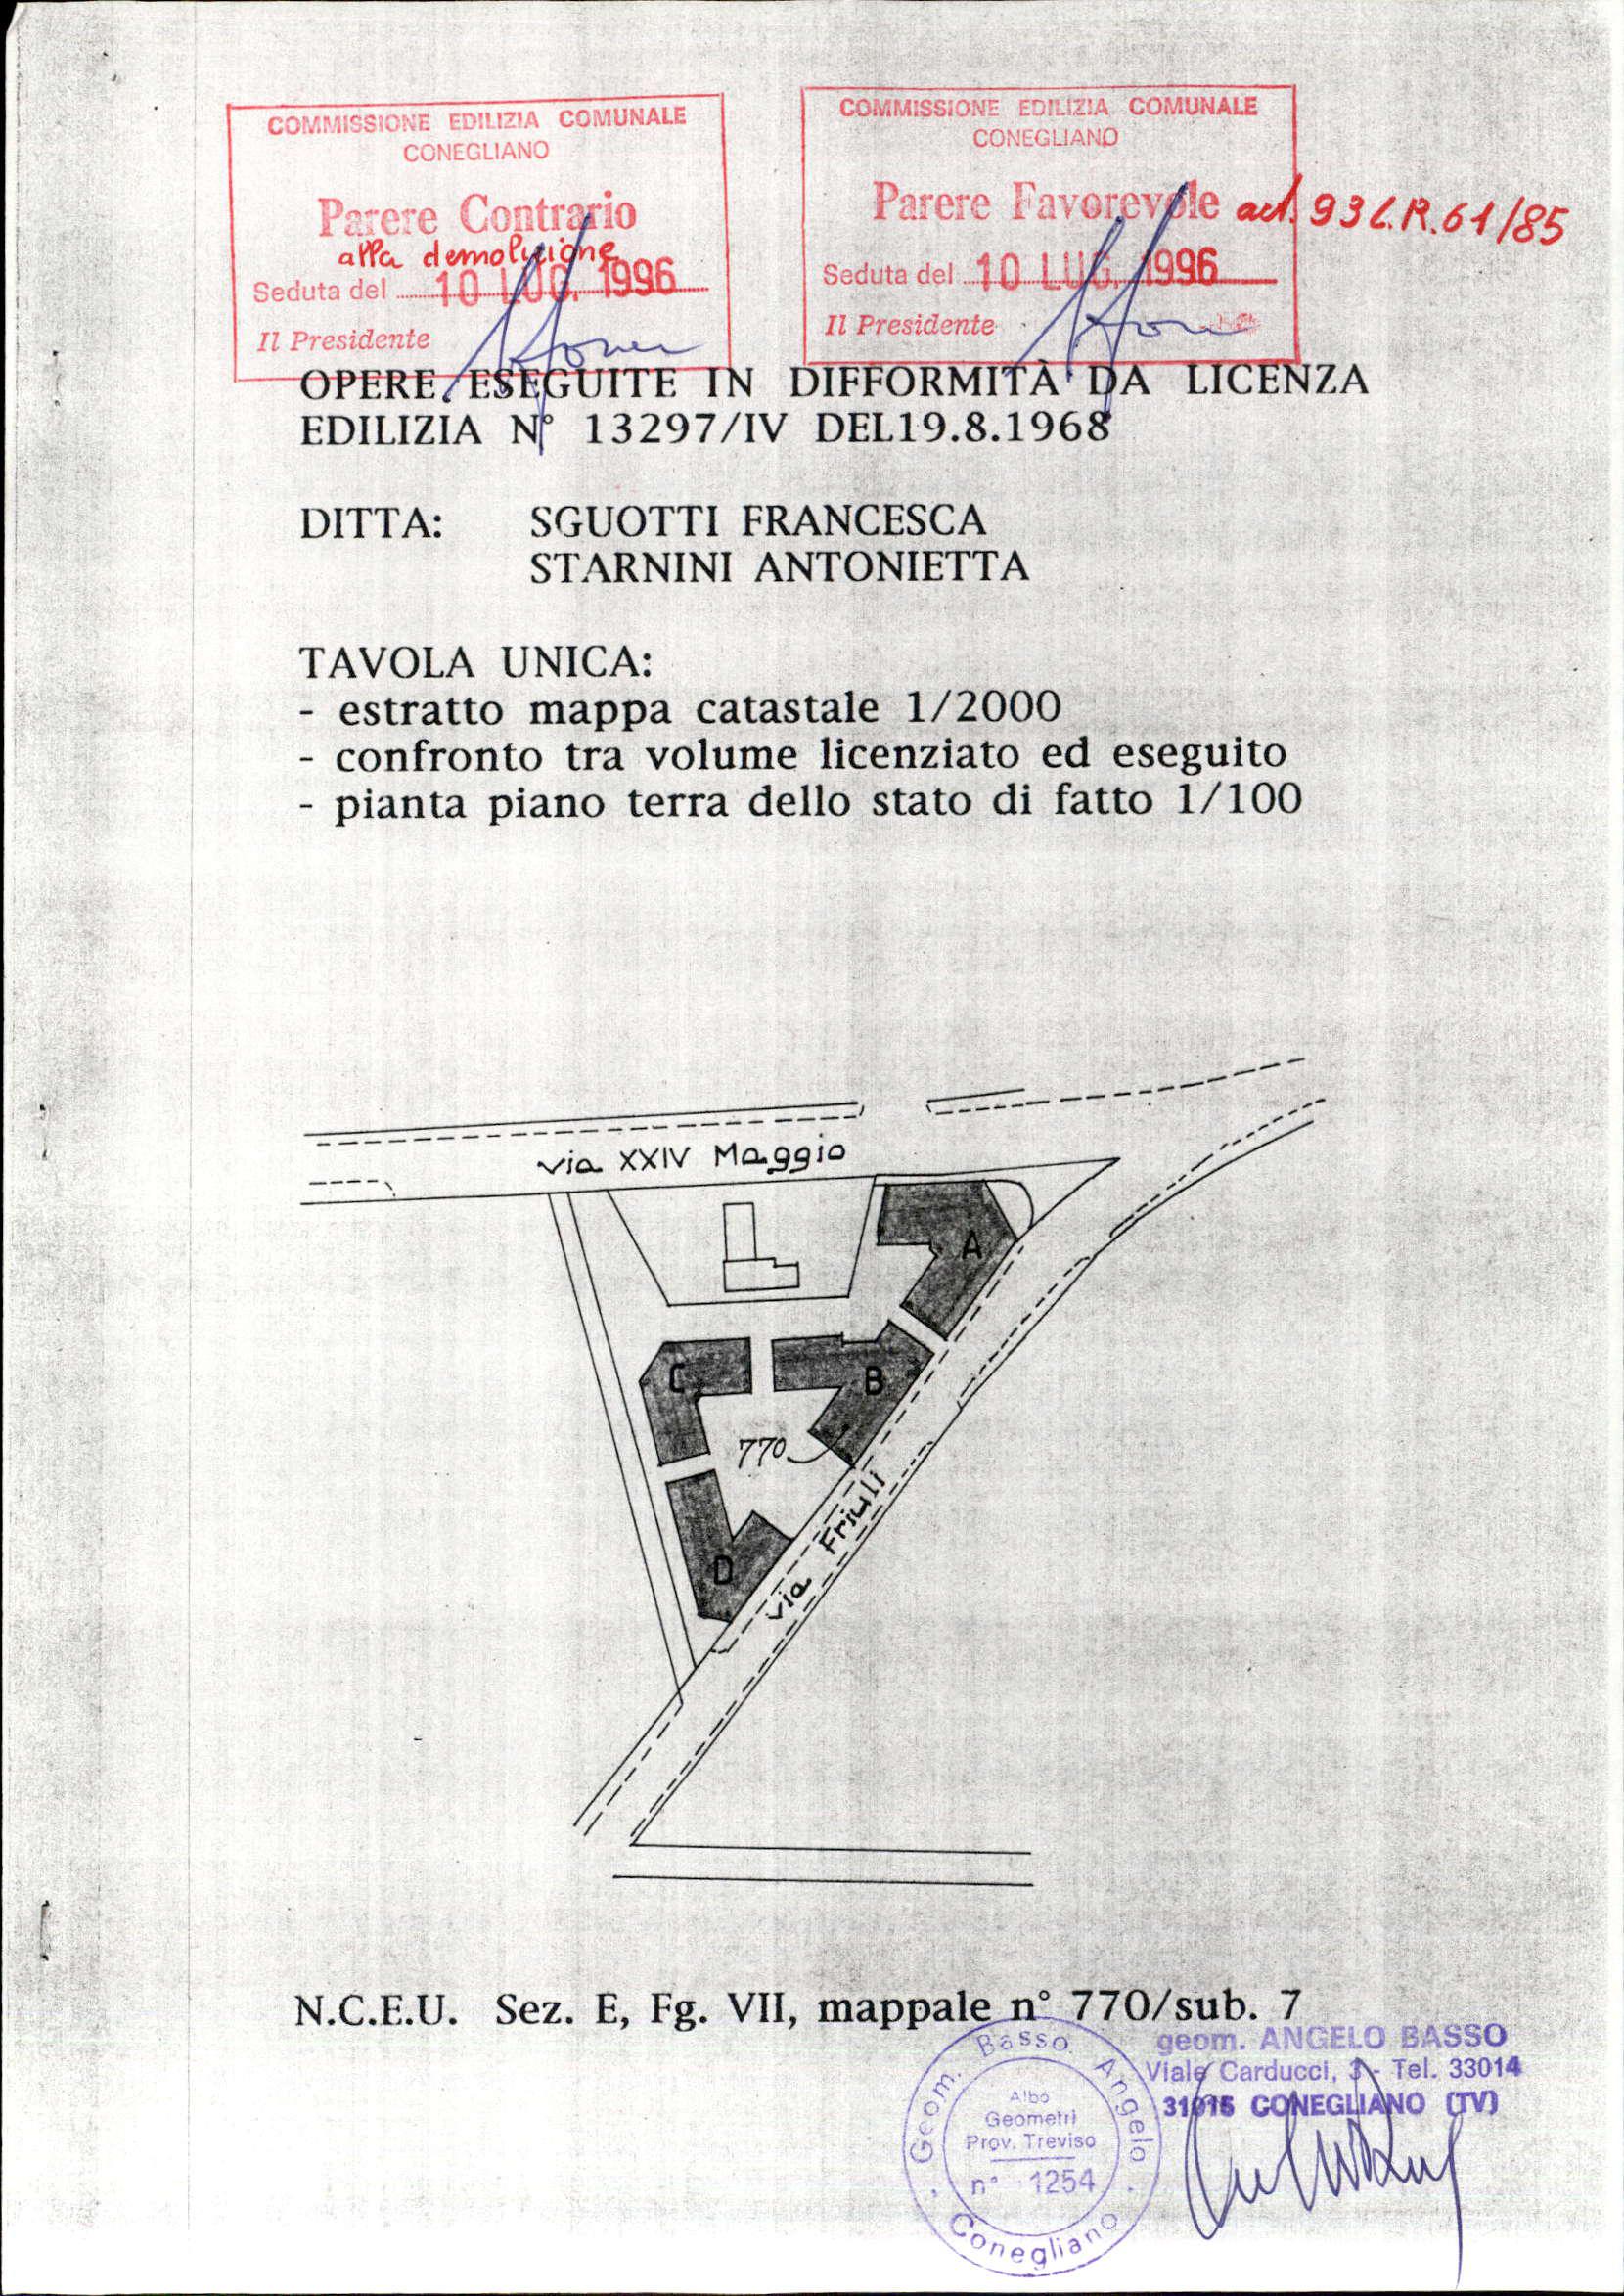 COMMISSIONE EDILIZIA COMUNALE
CONEGLIANO
Parere Contrario
alla demolizione
Seduta del 10 LUG. 1996
Il Presidente
COMMISSIONE EDILIZIA COMUNALE
CONEGLIANO
Parere Favorevole art. 93 L.R. 61/85
Seduta del 10 LUG. 1996
Il Presidente
OPERE ESEGUITE IN DIFFORMITÀ DA LICENZA
EDILIZIA N° 13297/IV DEL19.8.1968
DITTA: SGUOTTI FRANCESCA
STARNINI ANTONIETTA
TAVOLA UNICA:
- estratto mappa catastale 1/2000
- confronto tra volume licenziato ed eseguito
- pianta piano terra dello stato di fatto 1/100
via XXIV Maggio
A
C
B
770
via Friuli
D
N.C.E.U. Sez. E, Fg. VII, mappale n° 770/sub. 7
geom. ANGELO BASSO
Viale Carducci, 3 - Tel. 33014
31015 CONEGLIANO (TV)
Geom. Basso Angelo
Albo
Geometri
Prov. Treviso
n° 1254
Conegliano